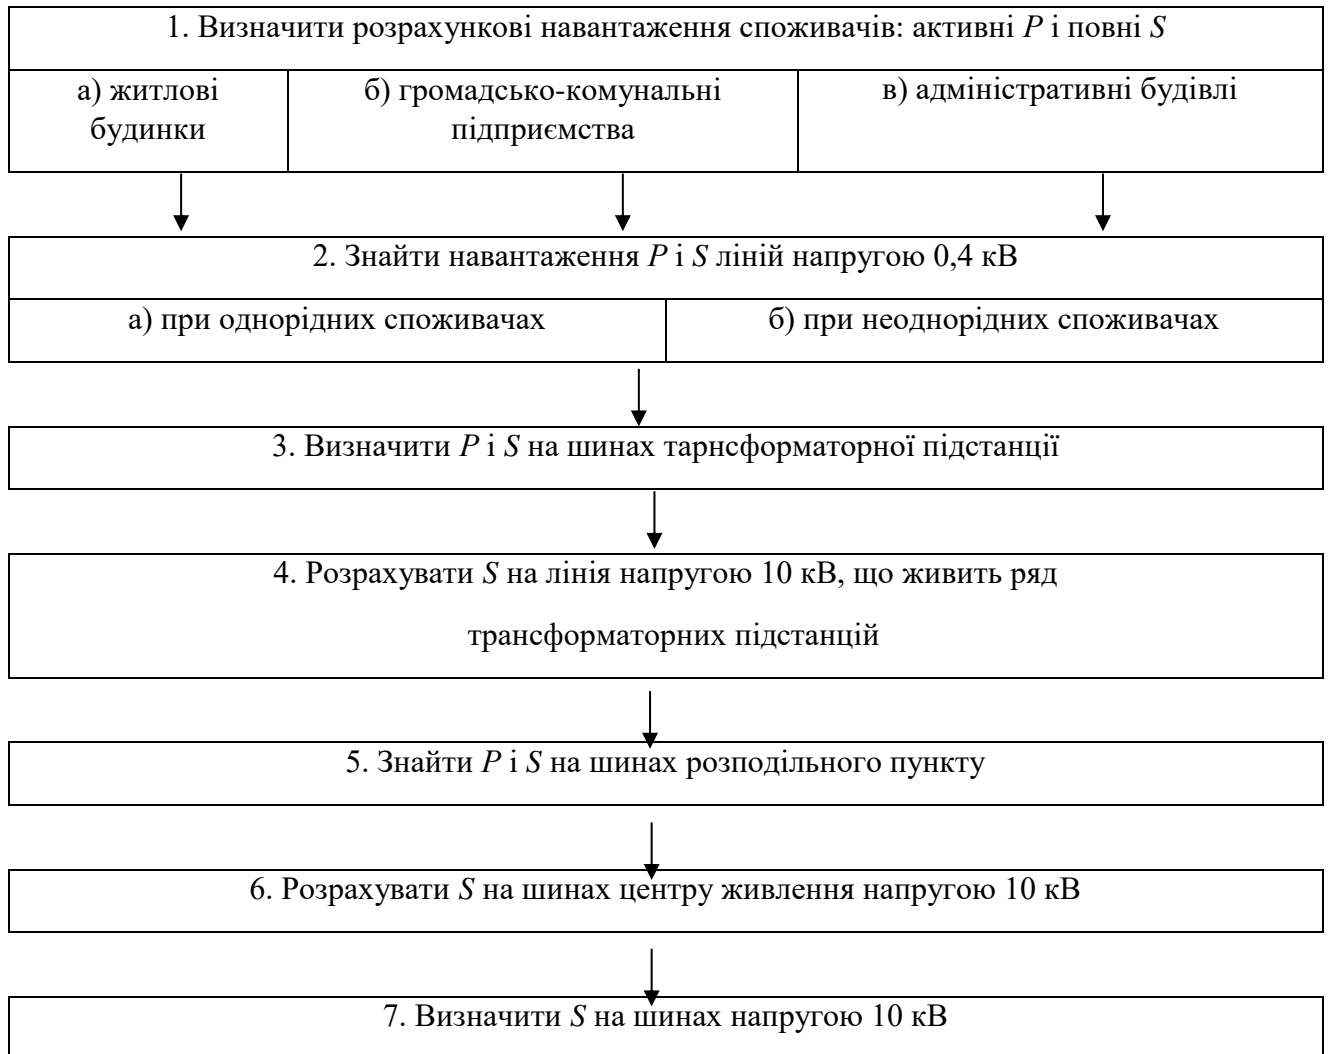 1. Визначити розрахункові навантаження споживачів: активні P і повні S
а) житлові
будинки
б) громадсько-комунальні
підприємства
в) адміністративні будівлі
2. Знайти навантаження P і S ліній напругою 0,4 кВ
а) при однорідних споживачах
б) при неоднорідних споживачах
3. Визначити P і S на шинах тарнсформаторної підстанції
4. Розрахувати S на лінія напругою 10 кВ, що живить ряд
трансформаторних підстанцій
5. Знайти P і S на шинах розподільного пункту
6. Розрахувати S на шинах центру живлення напругою 10 кВ
7. Визначити S на шинах напругою 10 кВ